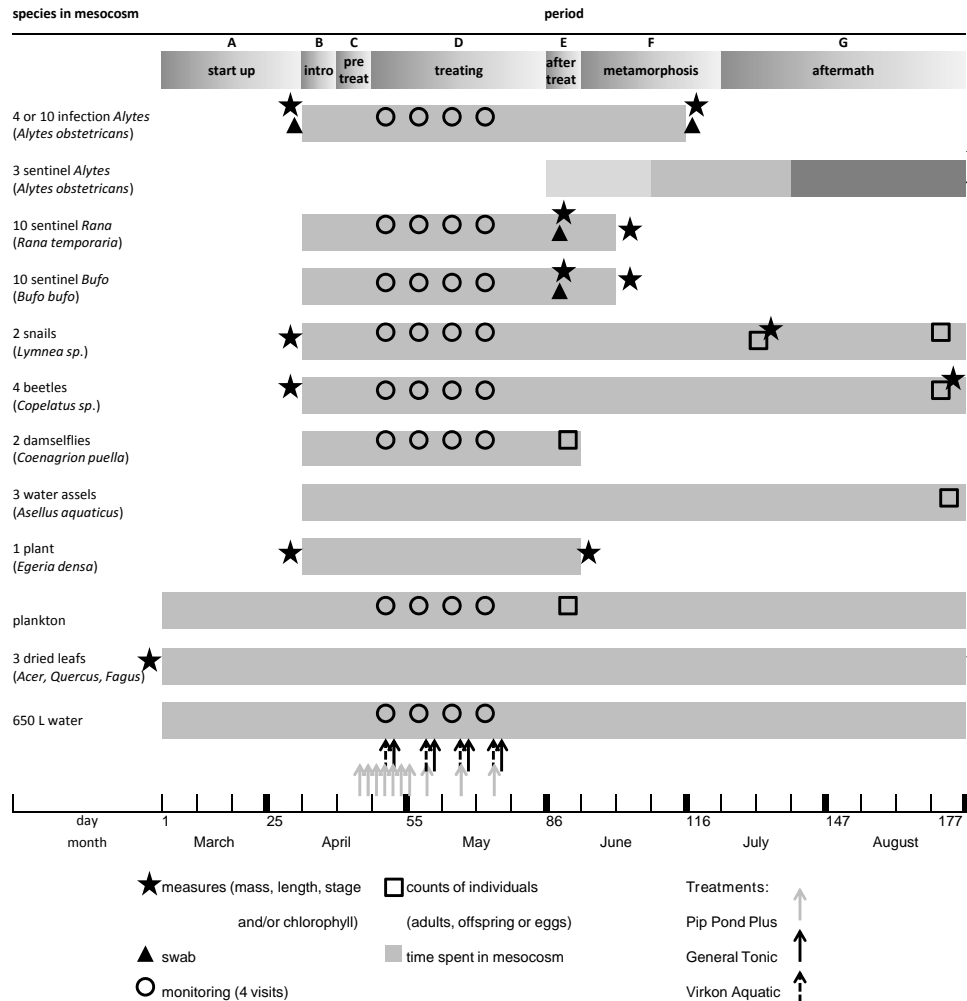 species in mesocosm period
A B C D E F G
start up intro pre treat treating after treat metamorphosis aftermath
4 or 10 infection Alytes
(Alytes obstetricans)
3 sentinel Alytes
(Alytes obstetricans)
10 sentinel Rana
(Rana temporaria)
10 sentinel Bufo
(Bufo bufo)
2 snails
(Lymnea sp.)
4 beetles
(Copelatus sp.)
2 damselflies
(Coenagrion puella)
3 water assels
(Asellus aquaticus)
1 plant
(Egeria densa)
plankton
3 dried leafs
(Acer, Quercus, Fagus)
650 L water
day 1 25 55 86 116 147 177
month March April May June July August
measures (mass, length, stage
and/or chlorophyll)
swab
monitoring (4 visits)
counts of individuals
(adults, offspring or eggs)
time spent in mesocosm
Treatments:
Pip Pond Plus
General Tonic
Virkon Aquatic